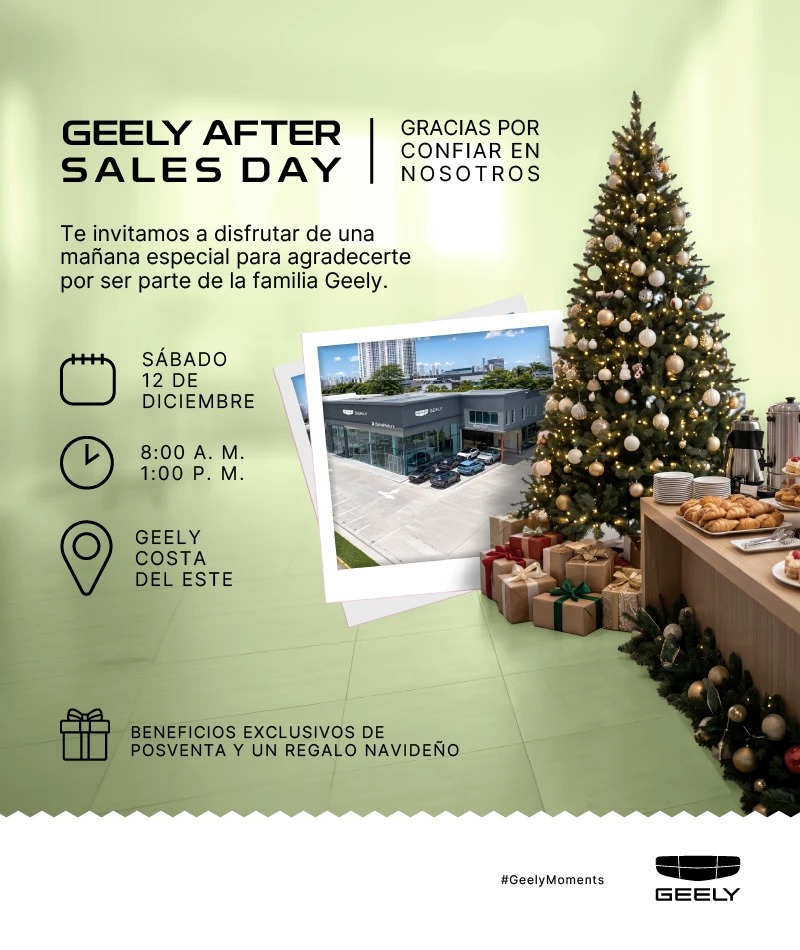 GEELY AFTER
SALES DAY
GRACIAS POR
CONFIAR EN
NOSOTROS
Te invitamos a disfrutar de una
mañana especial para agradecerte
por ser parte de la familia Geely.
SÁBADO
12 DE
DICIEMBRE
8:00 A. M.
1:00 P. M.
GEELY
COSTA
DEL ESTE
GEELY
GEELY
BENEFICIOS EXCLUSIVOS DE
POSVENTA Y UN REGALO NAVIDEÑO
#GeelyMoments
GEELY